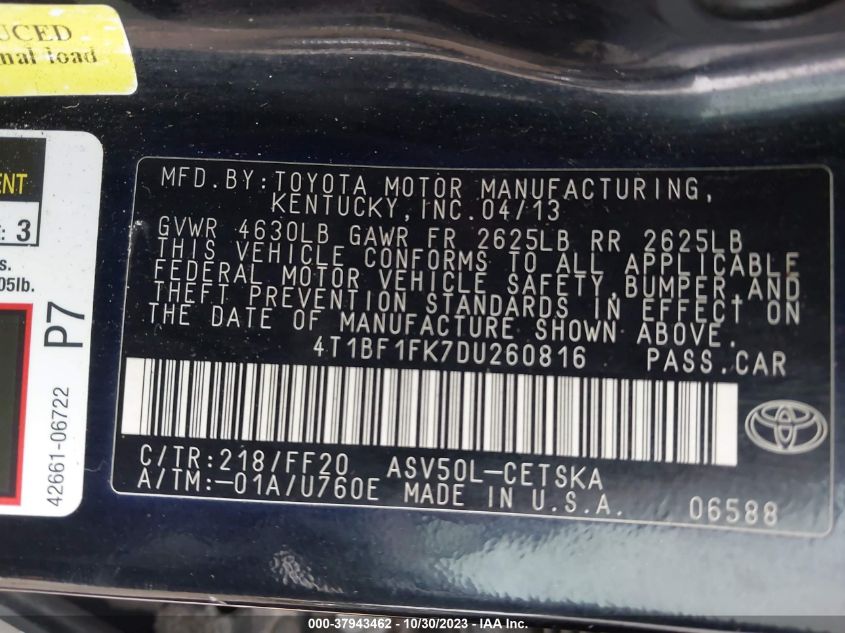 UCED
nal load
ENT
: 3
s.
05lb.
P7
42661-06722
MFD.BY:TOYOTA MOTOR MANUFACTURING,
KENTUCKY,INC.04/13
GVWR 4630LB GAWR FR 2625LB RR 2625LB
THIS VEHICLE CONFORMS TO ALL APPLICABLE
FEDERAL MOTOR VEHICLE SAFETY,BUMPER,AND
THEFT PREVENTION STANDARDS IN EFFECT ON
THE DATE OF MANUFACTURE SHOWN ABOVE.
4T1BF1FK7DU260816 PASS.CAR
C/TR:218/FF20 ASV50L-CETSKA
A/TM:-01A/U760E MADE IN U.S.A.
06588
000-37943462 - 10/30/2023 - IAA Inc.